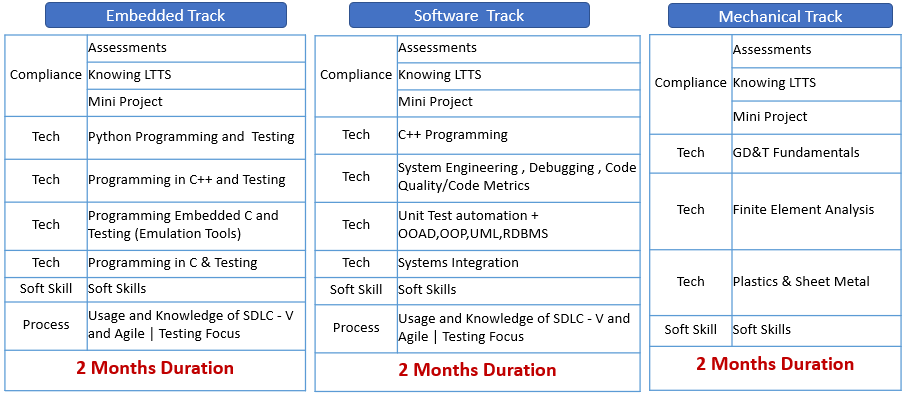 Embedded Track
Compliance
Assessments
Knowing LTTS
Mini Project
Tech
Python Programming and  Testing
Tech
Programming in C++ and Testing
Tech
Programming Embedded C and
Testing (Emulation Tools)
Tech
Programming in C & Testing
Soft Skill
Soft Skills
Process
Usage and Knowledge of SDLC - V
and Agile | Testing Focus
2 Months Duration
Software  Track
Compliance
Assessments
Knowing LTTS
Mini Project
Tech
C++ Programming
Tech
System Engineering , Debugging , Code
Quality/Code Metrics
Tech
Unit Test automation +
OOAD,OOP,UML,RDBMS
Tech
Systems Integration
Soft Skill
Soft Skills
Process
Usage and Knowledge of SDLC - V and
Agile | Testing Focus
2 Months Duration
Mechanical Track
Compliance
Assessments
Knowing LTTS
Mini Project
Tech
GD&T Fundamentals
Tech
Finite Element Analysis
Tech
Plastics & Sheet Metal
Soft Skill
Soft Skills
2 Months Duration